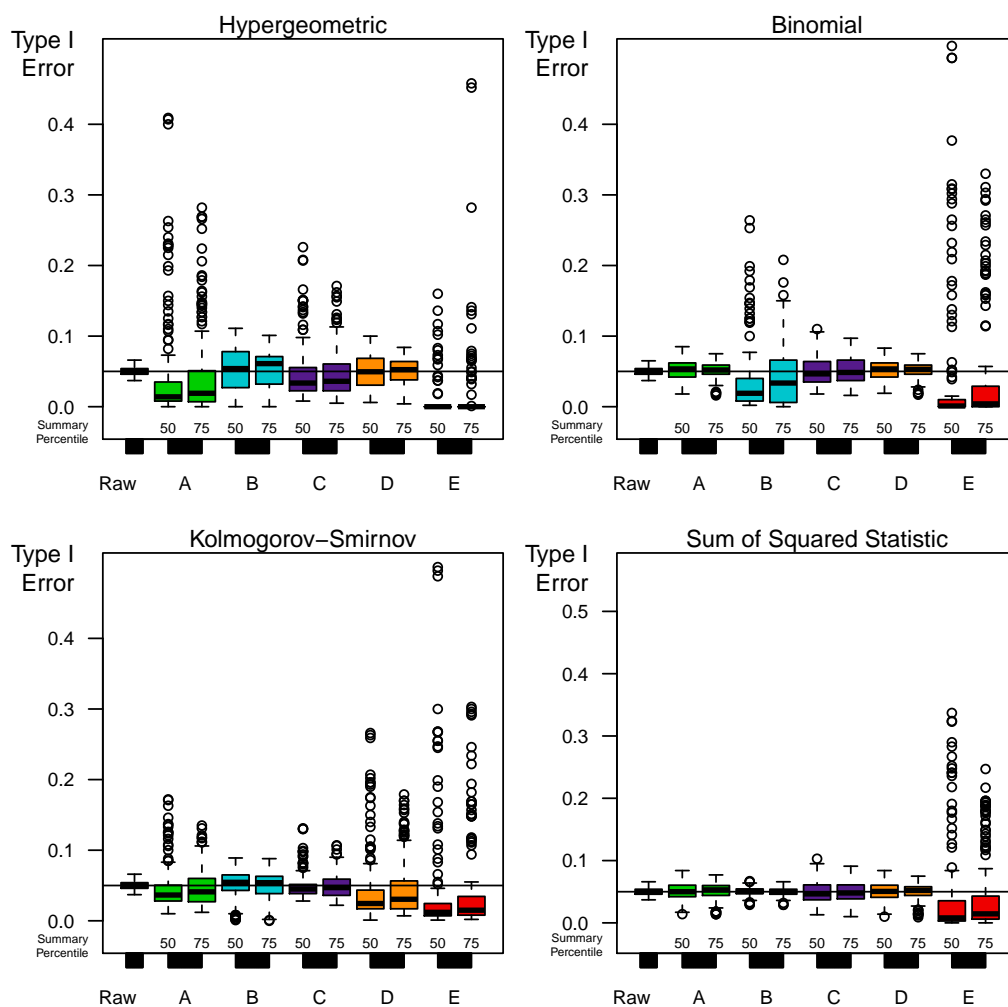 Hypergeometric
Type I
Error
0.4
0.3
0.2
0.1
0.0
Summary
Percentile
50 75 50 75 50 75 50 75 50 75
Raw A B C D E
Binomial
Type I
Error
0.4
0.3
0.2
0.1
0.0
Summary
Percentile
50 75 50 75 50 75 50 75 50 75
Raw A B C D E
Kolmogorov−Smirnov
Type I
Error
0.4
0.3
0.2
0.1
0.0
Summary
Percentile
50 75 50 75 50 75 50 75 50 75
Raw A B C D E
Sum of Squared Statistic
Type I
Error
0.5
0.4
0.3
0.2
0.1
0.0
Summary
Percentile
50 75 50 75 50 75 50 75 50 75
Raw A B C D E